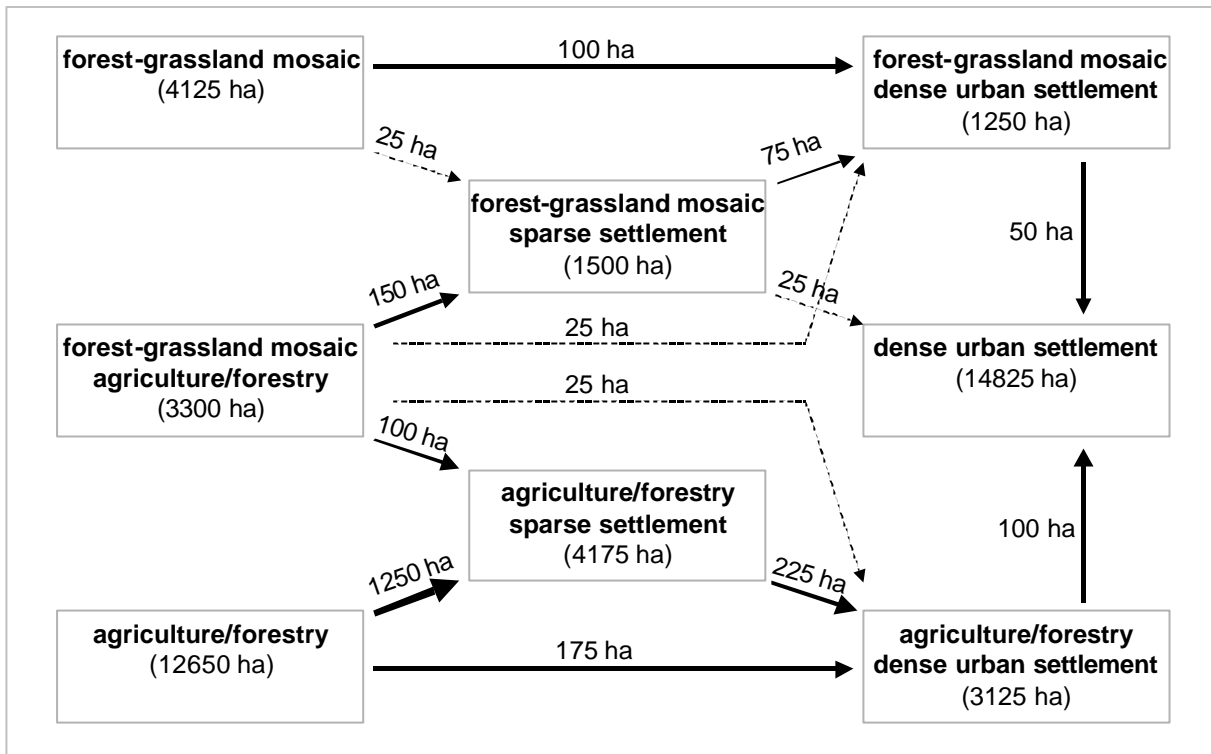 forest-grassland mosaic
(4125 ha)
100 ha
forest-grassland mosaic
dense urban settlement
(1250 ha)
25 ha
75 ha
forest-grassland mosaic
sparse settlement
(1500 ha)
50 ha
150 ha
25 ha
25 ha
forest-grassland mosaic
agriculture/forestry
(3300 ha)
dense urban settlement
(14825 ha)
25 ha
100 ha
agriculture/forestry
sparse settlement
(4175 ha)
100 ha
1250 ha
225 ha
agriculture/forestry
(12650 ha)
175 ha
agriculture/forestry
dense urban settlement
(3125 ha)